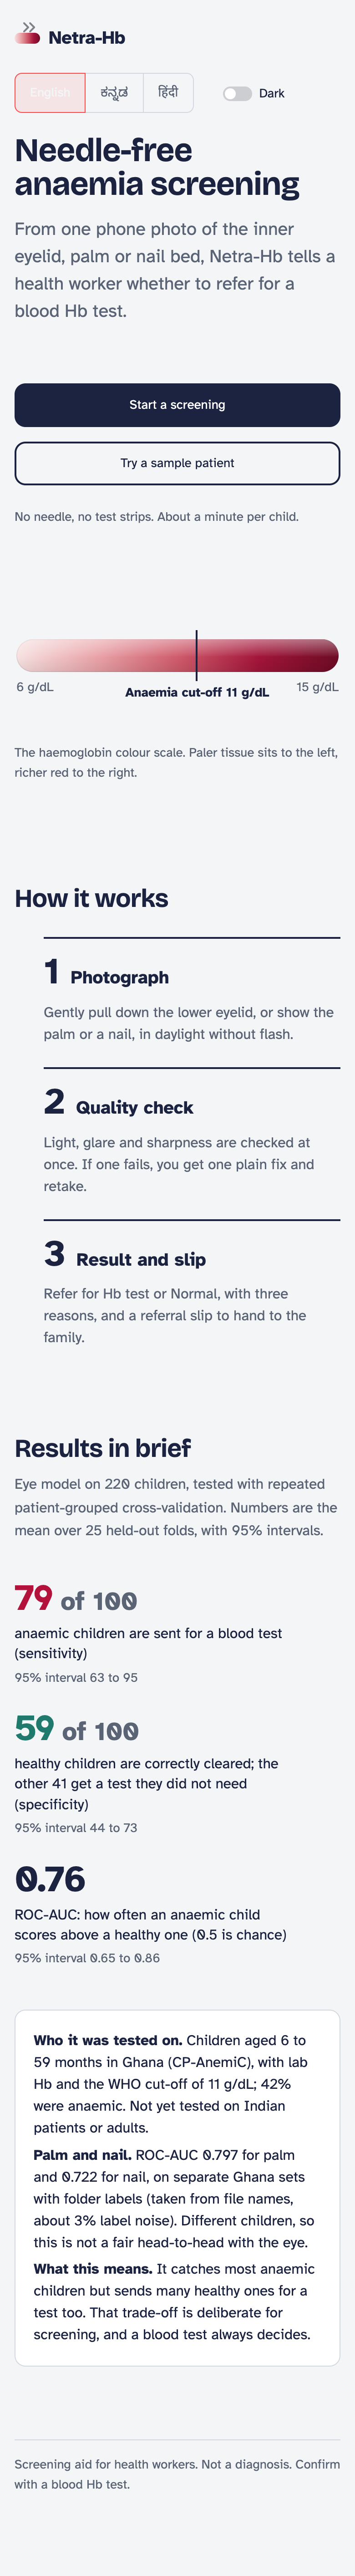 Netra-Hb
English
ಕನ್ನಡ
हिंदी
Dark
Needle-free
anaemia screening
From one phone photo of the inner
eyelid, palm or nail bed, Netra-Hb tells a
health worker whether to refer for a
blood Hb test.
Start a screening
Try a sample patient
No needle, no test strips. About a minute per child.
6 g/dL
Anaemia cut-off 11 g/dL
15 g/dL
The haemoglobin colour scale. Paler tissue sits to the left,
richer red to the right.
How it works
1 Photograph
Gently pull down the lower eyelid, or show the
palm or a nail, in daylight without flash.
2 Quality check
Light, glare and sharpness are checked at
once. If one fails, you get one plain fix and
retake.
3 Result and slip
Refer for Hb test or Normal, with three
reasons, and a referral slip to hand to the
family.
Results in brief
Eye model on 220 children, tested with repeated
patient-grouped cross-validation. Numbers are the
mean over 25 held-out folds, with 95% intervals.
79 of 100
anaemic children are sent for a blood test
(sensitivity)
95% interval 63 to 95
59 of 100
healthy children are correctly cleared; the
other 41 get a test they did not need
(specificity)
95% interval 44 to 73
0.76
ROC-AUC: how often an anaemic child
scores above a healthy one (0.5 is chance)
95% interval 0.65 to 0.86
Who it was tested on. Children aged 6 to
59 months in Ghana (CP-AnemiC), with lab
Hb and the WHO cut-off of 11 g/dL; 42%
were anaemic. Not yet tested on Indian
patients or adults.
Palm and nail. ROC-AUC 0.797 for palm
and 0.722 for nail, on separate Ghana sets
with folder labels (taken from file names,
about 3% label noise). Different children, so
this is not a fair head-to-head with the eye.
What this means. It catches most anaemic
children but sends many healthy ones for a
test too. That trade-off is deliberate for
screening, and a blood test always decides.
Screening aid for health workers. Not a diagnosis. Confirm
with a blood Hb test.